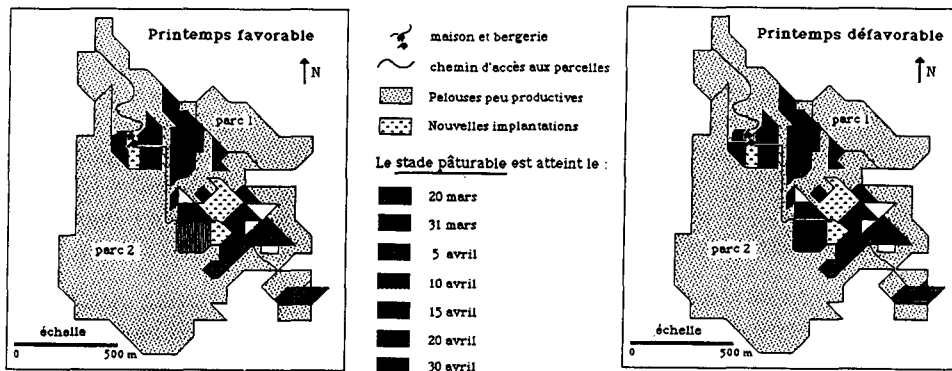 Printemps favorable
N
parc 1
parc 2
échelle
0 500 m
maison et bergerie
chemin d'accès aux parcelles
Pelouses peu productives
Nouvelles implantations
Le stade pâturable est atteint le :
20 mars
31 mars
5 avril
10 avril
15 avril
20 avril
30 avril
Printemps défavorable
N
parc 1
parc 2
échelle
0 500 m